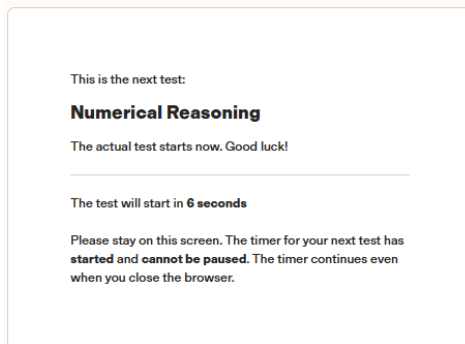 This is the next test:
Numerical Reasoning
The actual test starts now. Good luck!
The test will start in 6 seconds
Please stay on this screen. The timer for your next test has
started and cannot be paused. The timer continues even
when you close the browser.